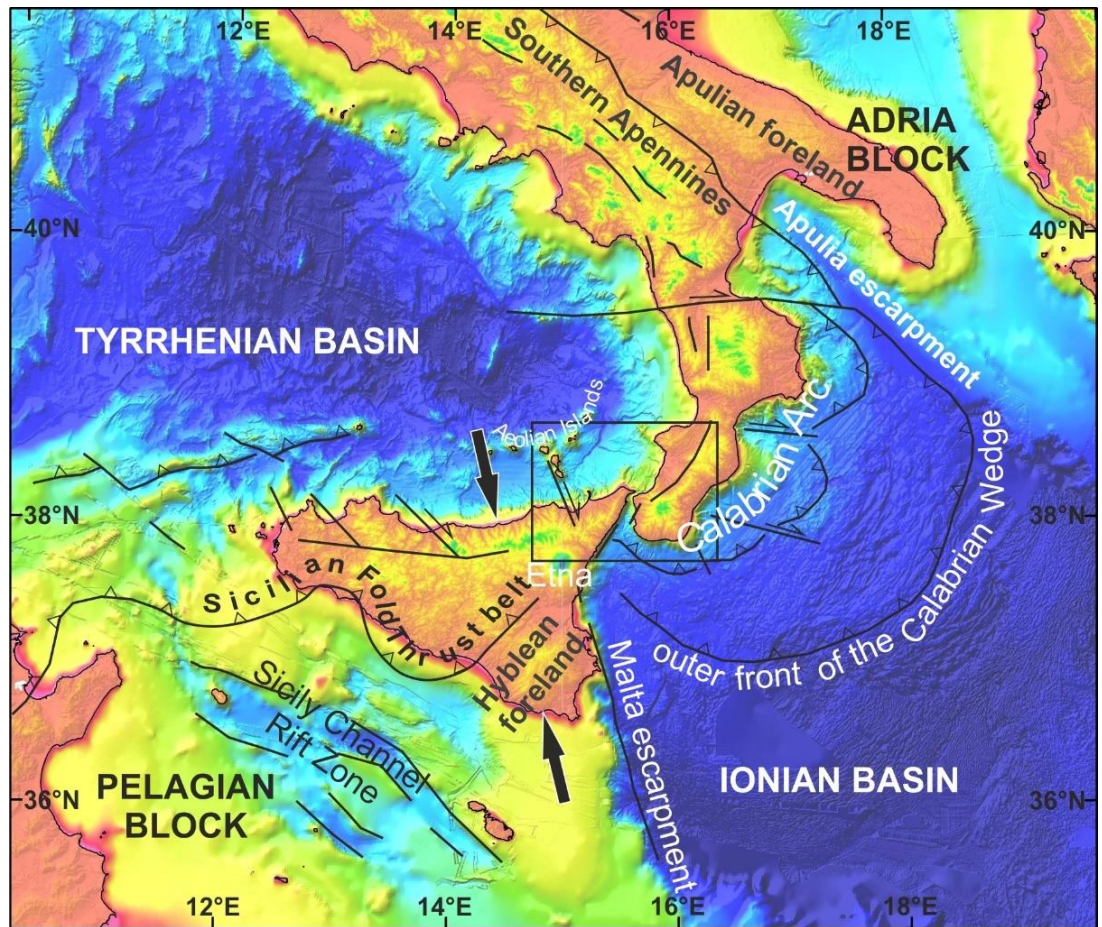 12°E 14°E 16°E 18°E
Southern Apennines
Apulian foreland
ADRIA
BLOCK
40°N 40°N
Apulia escarpment
TYRRHENIAN BASIN
Aeolian Islands
Calabrian Arc
38°N 38°N
Etna
Sicilian Fold Thrust belt
outer front of the Calabrian Wedge
Hyblean
foreland
Malta escarpment
Sicily Channel
Rift Zone
PELAGIAN
BLOCK
IONIAN BASIN
36°N 36°N
12°E 14°E 16°E 18°E